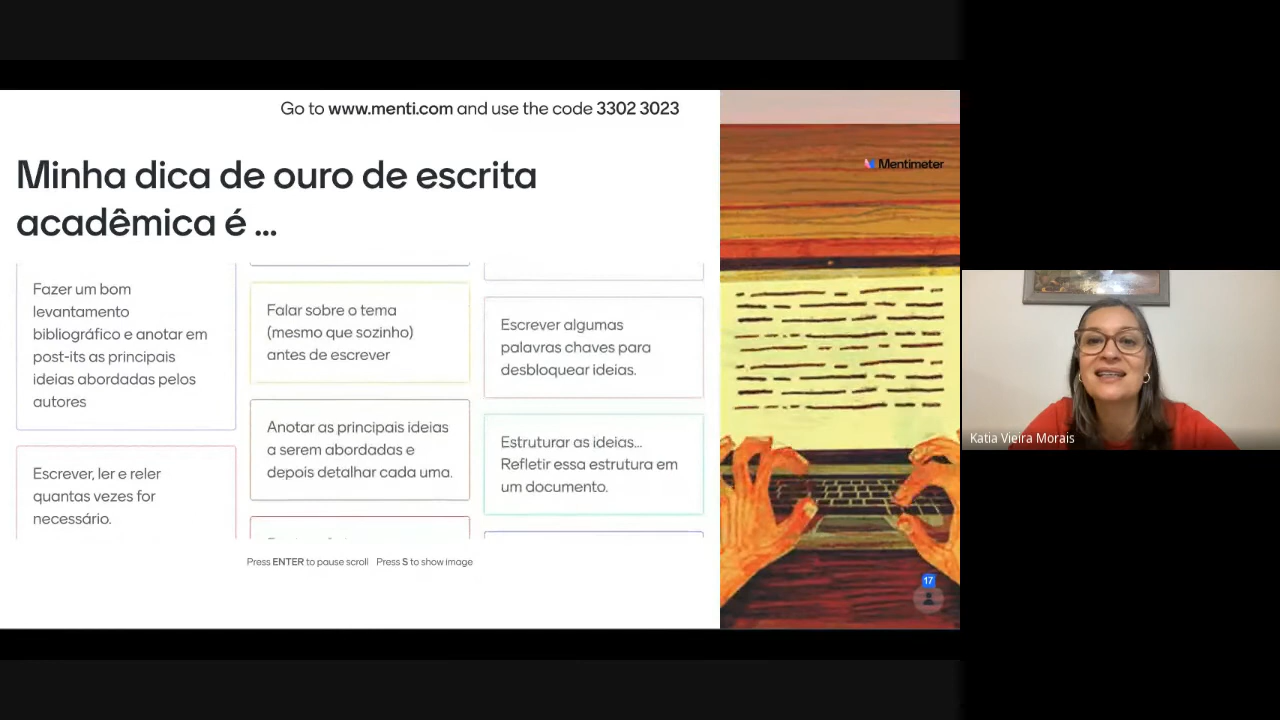 Go to www.menti.com and use the code 3302 3023
Mentimeter
Minha dica de ouro de escrita
acadêmica é ...
Fazer um bom
levantamento
bibliográfico e anotar em
post-its as principais
ideias abordadas pelos
autores
Escrever, ler e reler
quantas vezes for
necessário.
Falar sobre o tema
(mesmo que sozinho)
antes de escrever
Anotar as principais ideias
a serem abordadas e
depois detalhar cada uma.
Escrever algumas
palavras chaves para
desbloquear ideias.
Estruturar as ideias...
Refletir essa estrutura em
um documento.
Press ENTER to pause scroll Press S to show image
17
Katia Vieira Morais